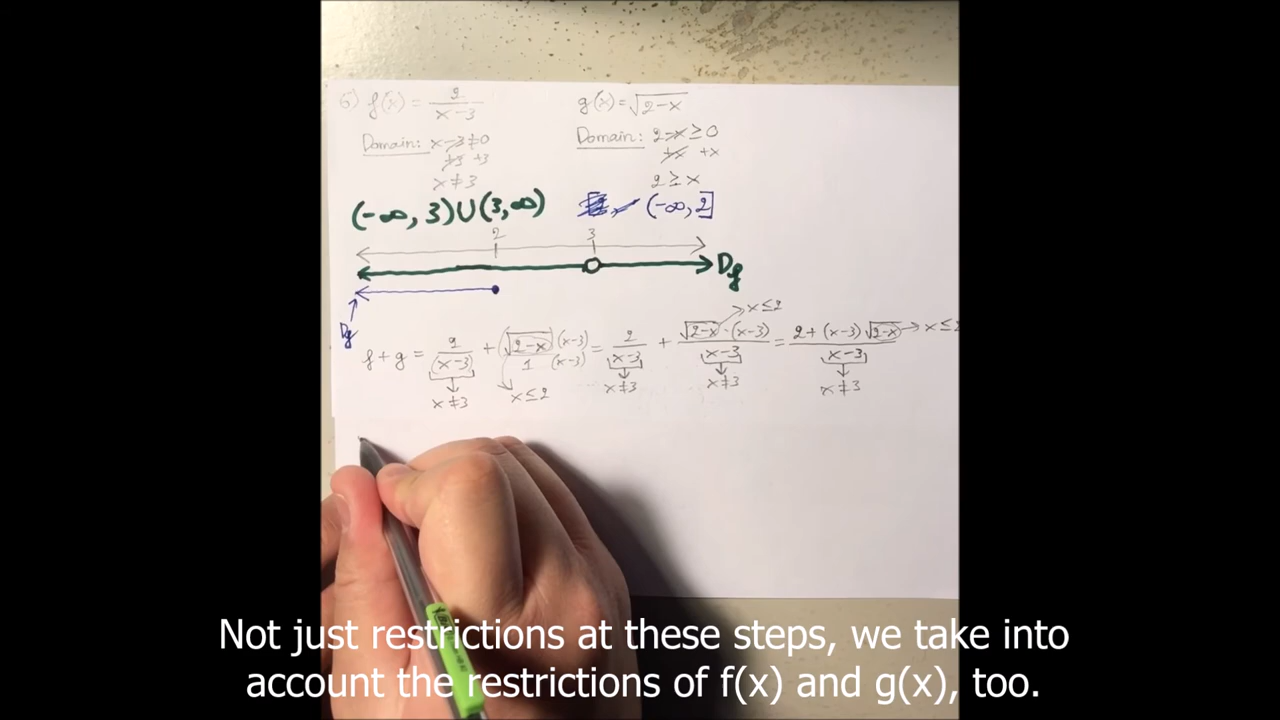 5) f(x) = 2/(x-3)
g(x) = √(2-x)
Domain: x-3≠0
+3 +3
x≠3
Domain: 2-x≥0
+x +x
2≥x
(-∞, 3)∪(3, ∞)
(-∞, 2]
2 3
Df
Dg
f+g = 2/(x-3) + √(2-x)/1 (x-3)/(x-3) = 2/(x-3) + √(2-x)·(x-3)/(x-3) = 2+(x-3)√(2-x)/(x-3)
x≤2
x≤2
x≠3 x≤2 x≠3 x≠3 x≠3
Not just restrictions at these steps, we take into
account the restrictions of f(x) and g(x), too.